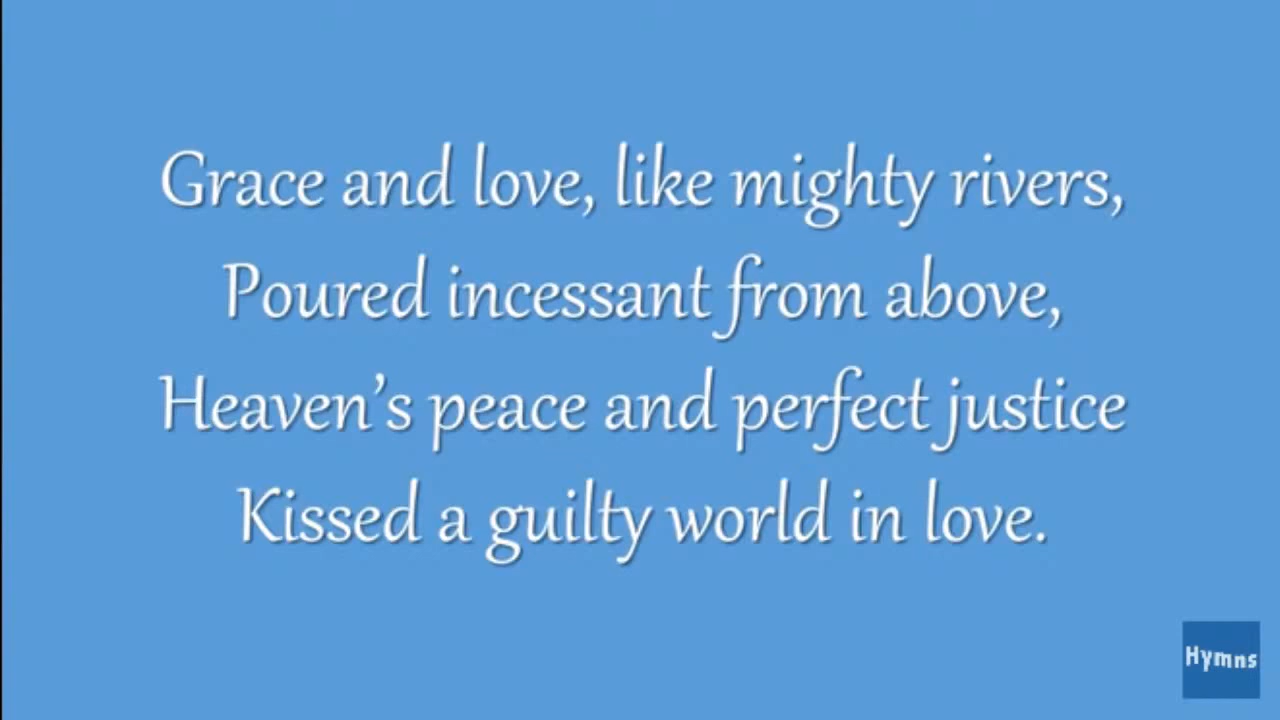 Grace and love, like mighty rivers,
Poured incessant from above,
Heaven’s peace and perfect justice
Kissed a guilty world in love.
Hymns